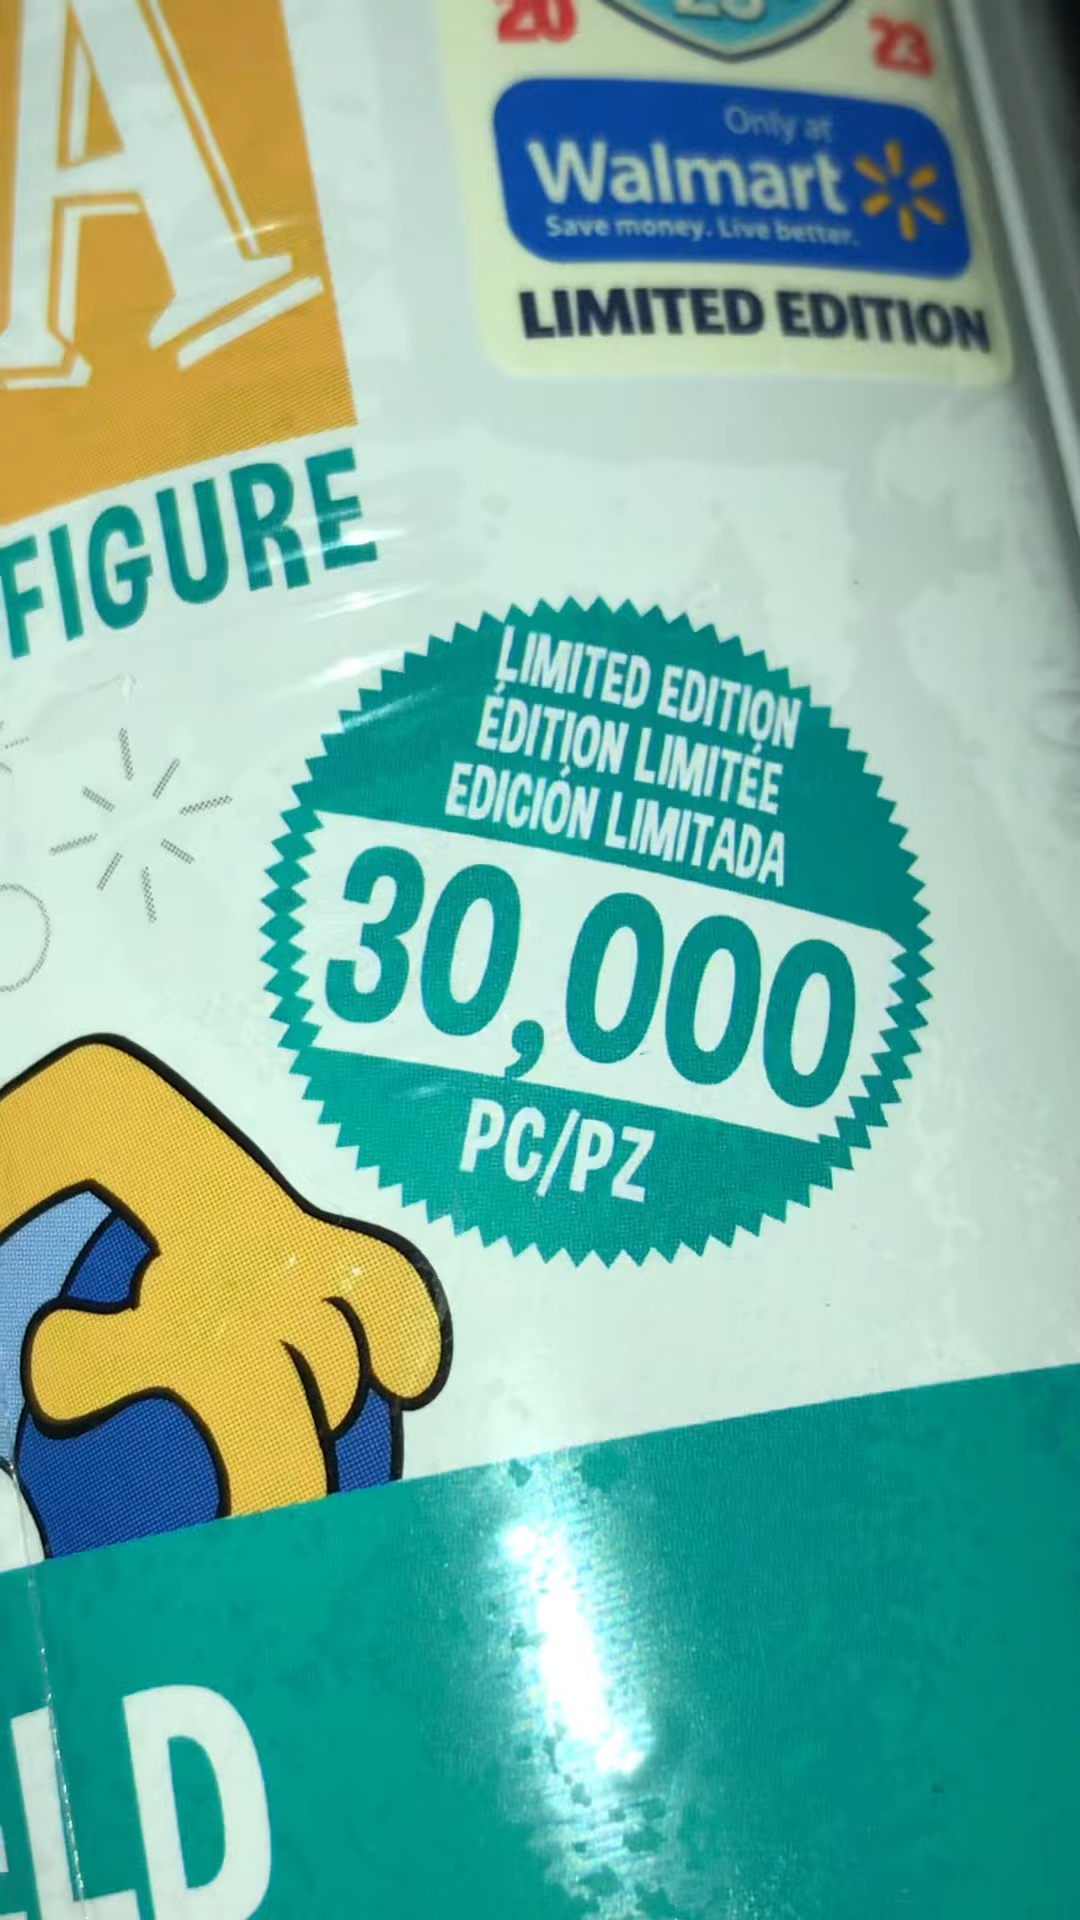 20 23
Only at
Walmart
Save money. Live better.
LIMITED EDITION
A
FIGURE
LIMITED EDITION
ÉDITION LIMITÉE
EDICIÓN LIMITADA
30,000
PC/PZ
LD